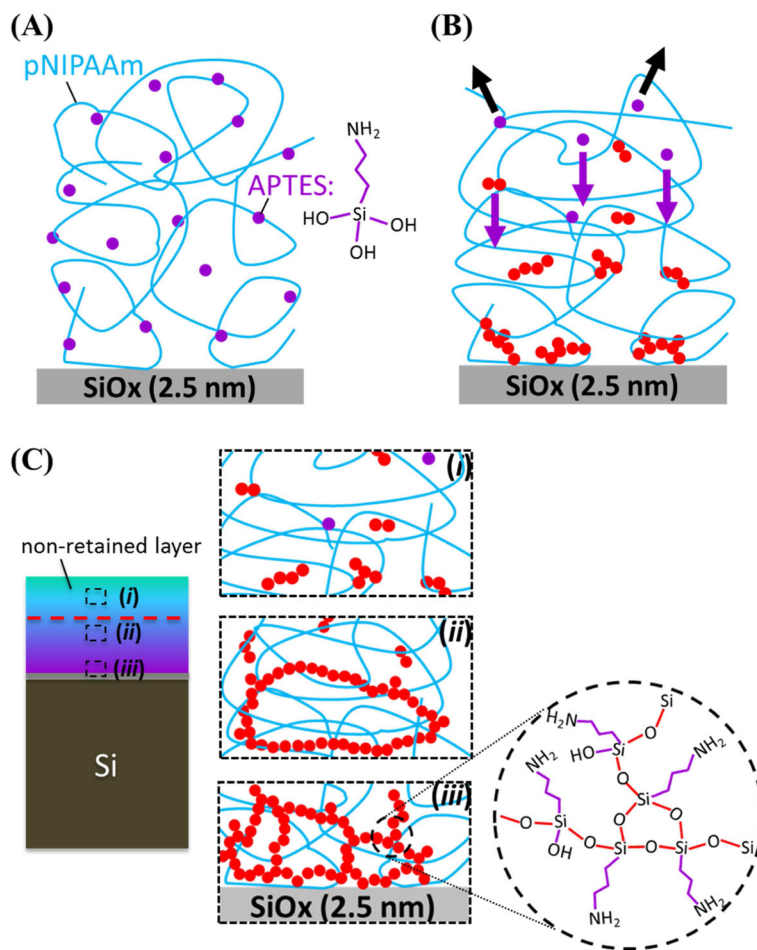 (A)
pNIPAAm
NH2
APTES:
Si
HO
OH
OH
SiOx (2.5 nm)
(B)
SiOx (2.5 nm)
(C)
non-retained layer
(i)
(ii)
(iii)
Si
(i)
(ii)
(iii)
SiOx (2.5 nm)
Si
H2N
O
HO
Si
NH2
NH2
O
O
Si
Si
O
O
O
O
Si
OH
Si
O
Si
NH2
NH2